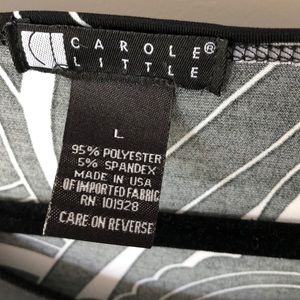 CAROLE®
LITTLE
L
95% POLYESTER
5% SPANDEX
MADE IN USA
OF IMPORTED FABRIC
RN 101928
CARE ON REVERSE